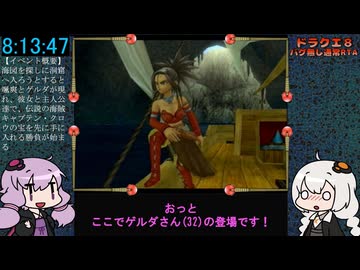 8:13:47
【イベント概要】
海図を探しに洞窟
へ入ろうとすると
颯爽とゲルダが現
れ、彼女と主人公
達で、伝説の海賊
キャプテン・クロ
ウの宝を先に手に
入れる勝負が始ま
る
ドラクエ8
バグ無し通常RTA
おっと
ここでゲルダさん(32)の登場です！